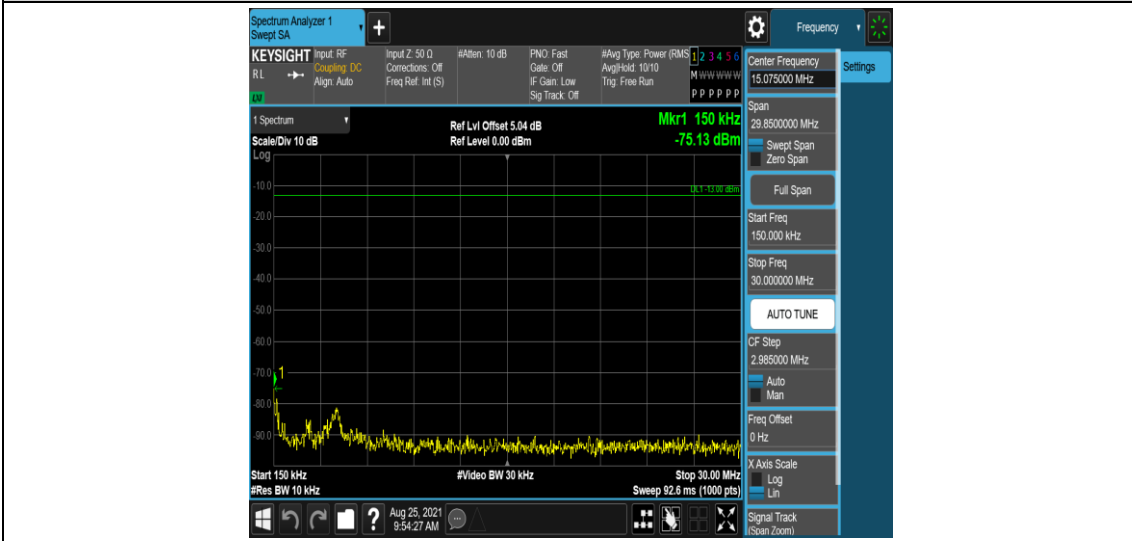 Spectrum Analyzer 1
Swept SA
+
Frequency
KEYSIGHT
RL
LM
Input: RF
Coupling: DC
Align: Auto
Input Z: 50 Ω
Corrections: Off
Freq Ref: Int (S)
#Atten: 10 dB
PNO: Fast
Gate: Off
IF Gain: Low
Sig Track: Off
#Avg Type: Power (RMS
Avg|Hold: 10/10
Trig: Free Run
1 2 3 4 5 6
M W W W W W
P P P P P P
1 Spectrum
Scale/Div 10 dB
Ref Lvl Offset 5.04 dB
Ref Level 0.00 dBm
Mkr1 150 kHz
-75.13 dBm
Log
DL1 -13.00 dBm
-10.0
-20.0
-30.0
-40.0
-50.0
-60.0
-70.0
1
-80.0
-90.0
Start 150 kHz
#Res BW 10 kHz
#Video BW 30 kHz
Stop 30.00 MHz
Sweep 92.6 ms (1000 pts)
?
Aug 25, 2021
9:54:27 AM
Center Frequency
15.075000 MHz
Settings
Span
29.8500000 MHz
Swept Span
Zero Span
Full Span
Start Freq
150.000 kHz
Stop Freq
30.000000 MHz
AUTO TUNE
CF Step
2.985000 MHz
Auto
Man
Freq Offset
0 Hz
X Axis Scale
Log
Lin
Signal Track
(Span Zoom)